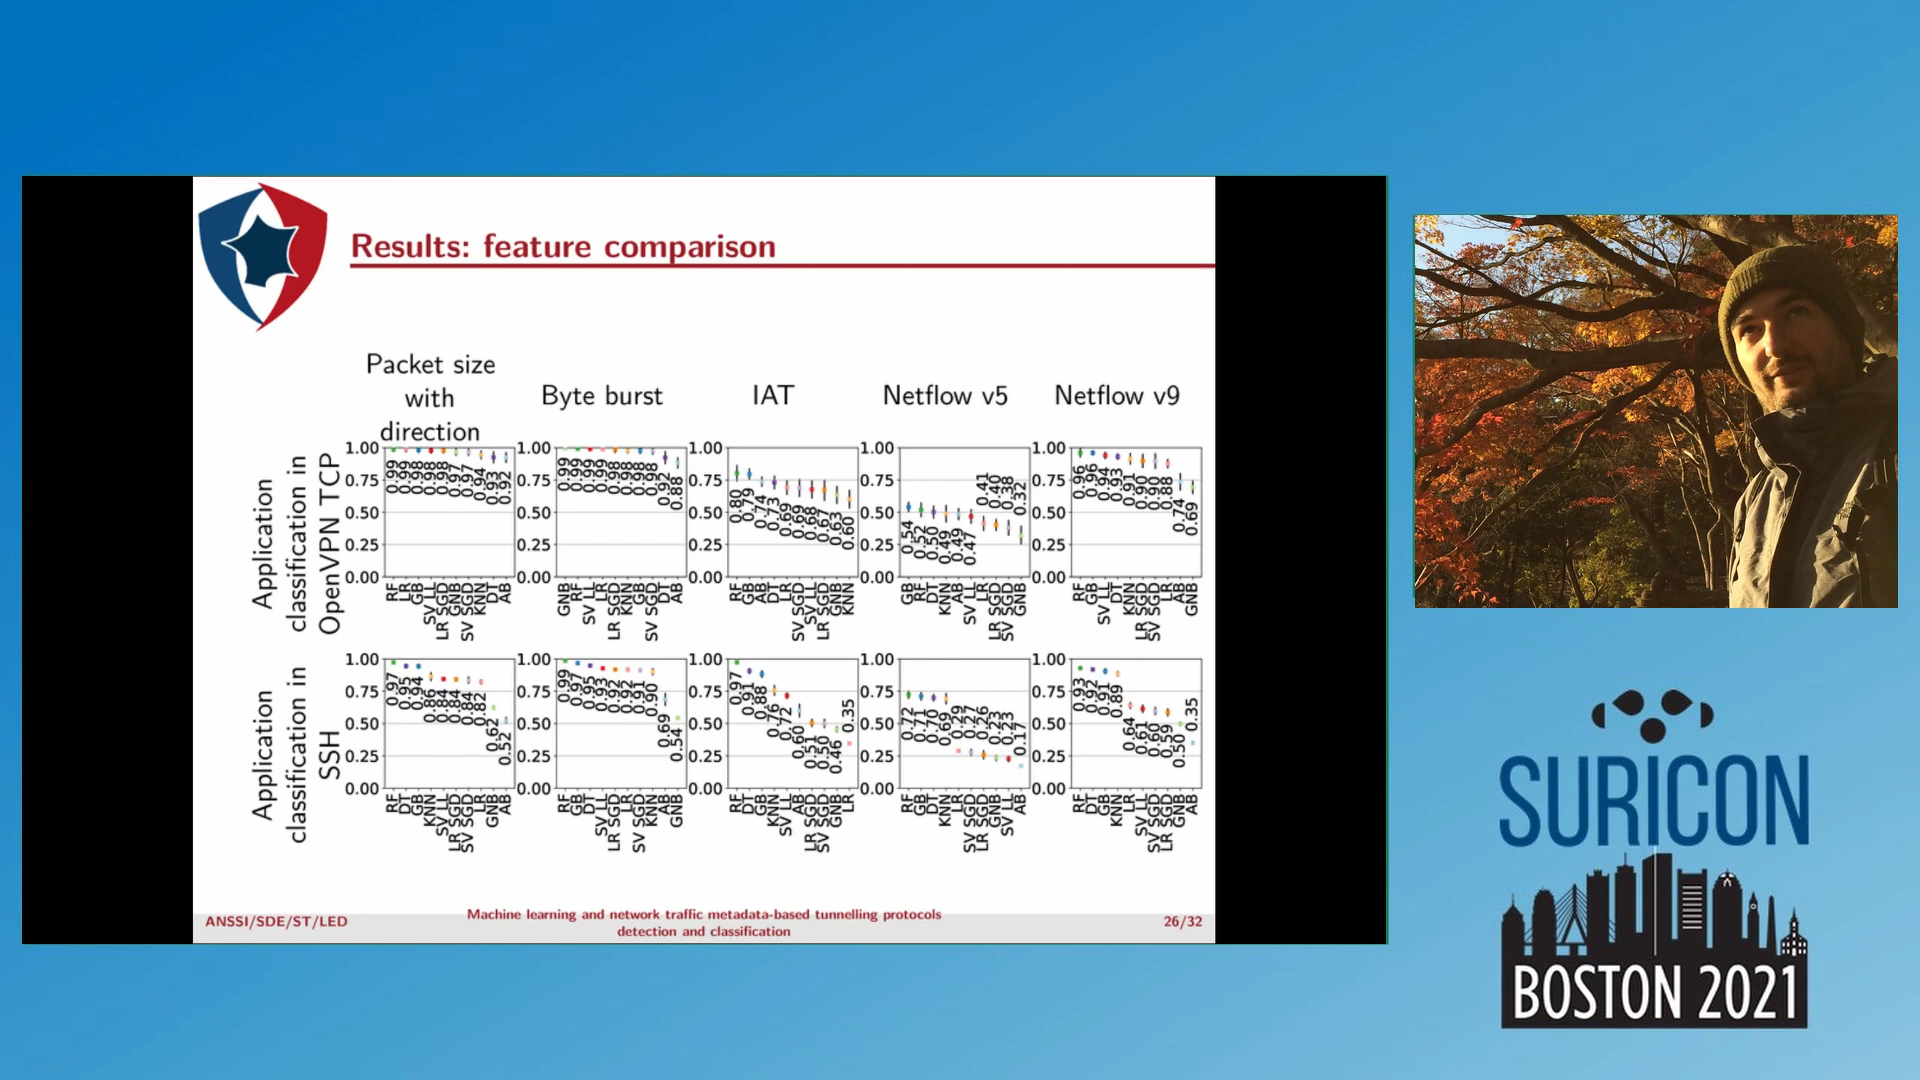 Results: feature comparison
Packet size
with
direction
Byte burst
IAT
Netflow v5
Netflow v9
Application
classification in
OpenVPN TCP
1.00 0.75 0.50 0.25 0.00
0.99 0.99 0.98 0.98 0.98 0.97 0.97 0.94 0.93 0.92
RF LR GB SV LL LR SGD GNB SV SGD KNN DT AB
1.00 0.75 0.50 0.25 0.00
0.99 0.99 0.99 0.99 0.98 0.98 0.98 0.98 0.92 0.88
GNB RF SV LL LR LR SGD KNN GB SV SGD DT AB
1.00 0.75 0.50 0.25 0.00
0.80 0.79 0.74 0.73 0.69 0.69 0.68 0.67 0.63 0.60
RF GB AB DT LR SV SGD SV LL LR SGD GNB KNN
1.00 0.75 0.50 0.25 0.00
0.54 0.52 0.50 0.49 0.49 0.47 0.41 0.40 0.38 0.32
GB RF DT KNN AB SV LL LR LR SGD SV SGD GNB
1.00 0.75 0.50 0.25 0.00
0.96 0.96 0.94 0.93 0.91 0.90 0.90 0.88 0.74 0.69
RF GB SV LL DT KNN LR SGD SV SGD LR AB GNB
Application
classification in
SSH
1.00 0.75 0.50 0.25 0.00
0.97 0.95 0.94 0.86 0.84 0.84 0.84 0.82 0.62 0.52
RF DT GB KNN SV LL LR SGD SV SGD LR GNB AB
1.00 0.75 0.50 0.25 0.00
0.99 0.97 0.95 0.93 0.92 0.92 0.91 0.90 0.69 0.54
RF GB DT SV LL LR SGD LR SV SGD KNN AB GNB
1.00 0.75 0.50 0.25 0.00
0.97 0.91 0.88 0.76 0.72 0.60 0.51 0.50 0.46 0.35
RF DT GB KNN SV LL AB LR SGD SV SGD GNB LR
1.00 0.75 0.50 0.25 0.00
0.72 0.71 0.70 0.69 0.29 0.27 0.26 0.23 0.23 0.17
RF GB DT KNN LR SV SGD LR SGD GNB SV LL AB
1.00 0.75 0.50 0.25 0.00
0.93 0.92 0.91 0.89 0.64 0.61 0.60 0.59 0.50 0.35
RF DT GB KNN LR SV LL SV SGD LR SGD GNB AB
ANSSI/SDE/ST/LED
Machine learning and network traffic metadata-based tunnelling protocols
detection and classification
26/32
SURICON
BOSTON 2021